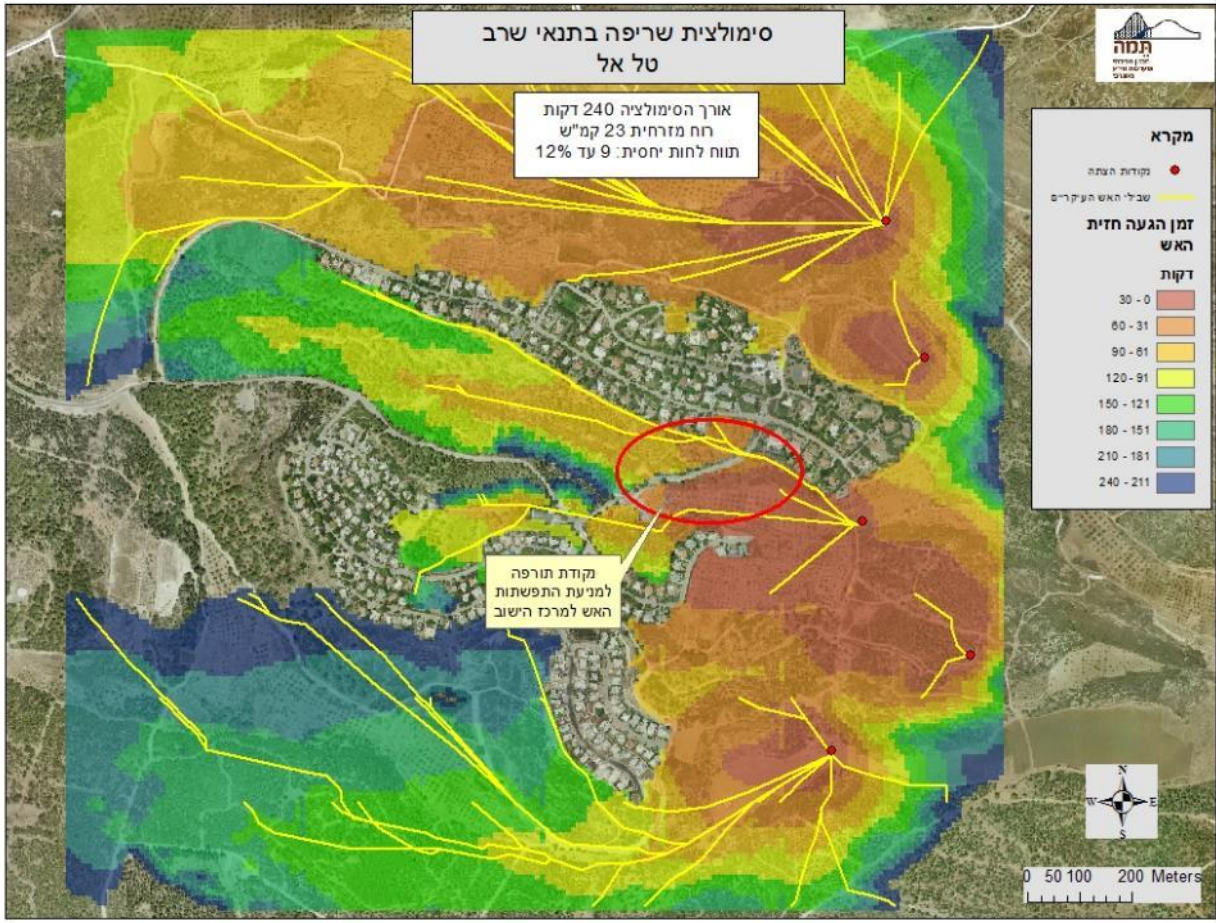 סימולצית שריפה בתנאי שרב
טל אל
אורך הסימולציה 240 דקות
רוח מזרחית 23 קמ"ש
תווח לחות יחסית: 9 עד 12%
תמה
מקרא
נקודות הצתה
שבילי האש העיקריים
זמן הגעה חזית
האש
דקות
30 - 0
60 - 31
90 - 61
120 - 91
150 - 121
180 - 151
210 - 181
240 - 211
נקודת תורפה
למניעת התפשתות
האש למרכז הישוב
N
W E
S
0 50 100 200 Meters